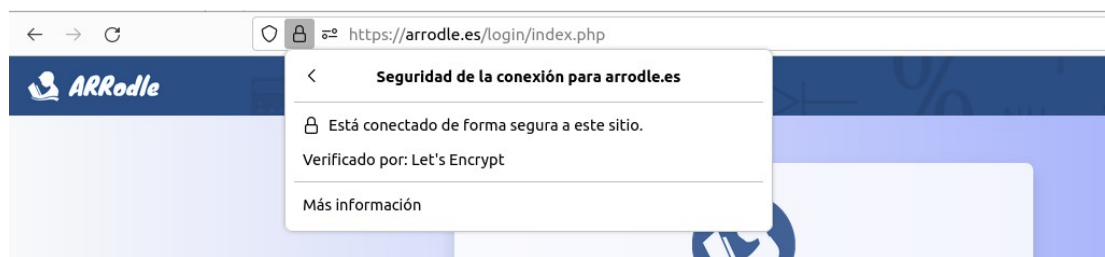 https://arrodle.es/login/index.php
ARRodle
Seguridad de la conexión para arrodle.es
Está conectado de forma segura a este sitio.
Verificado por: Let's Encrypt
Más información
%